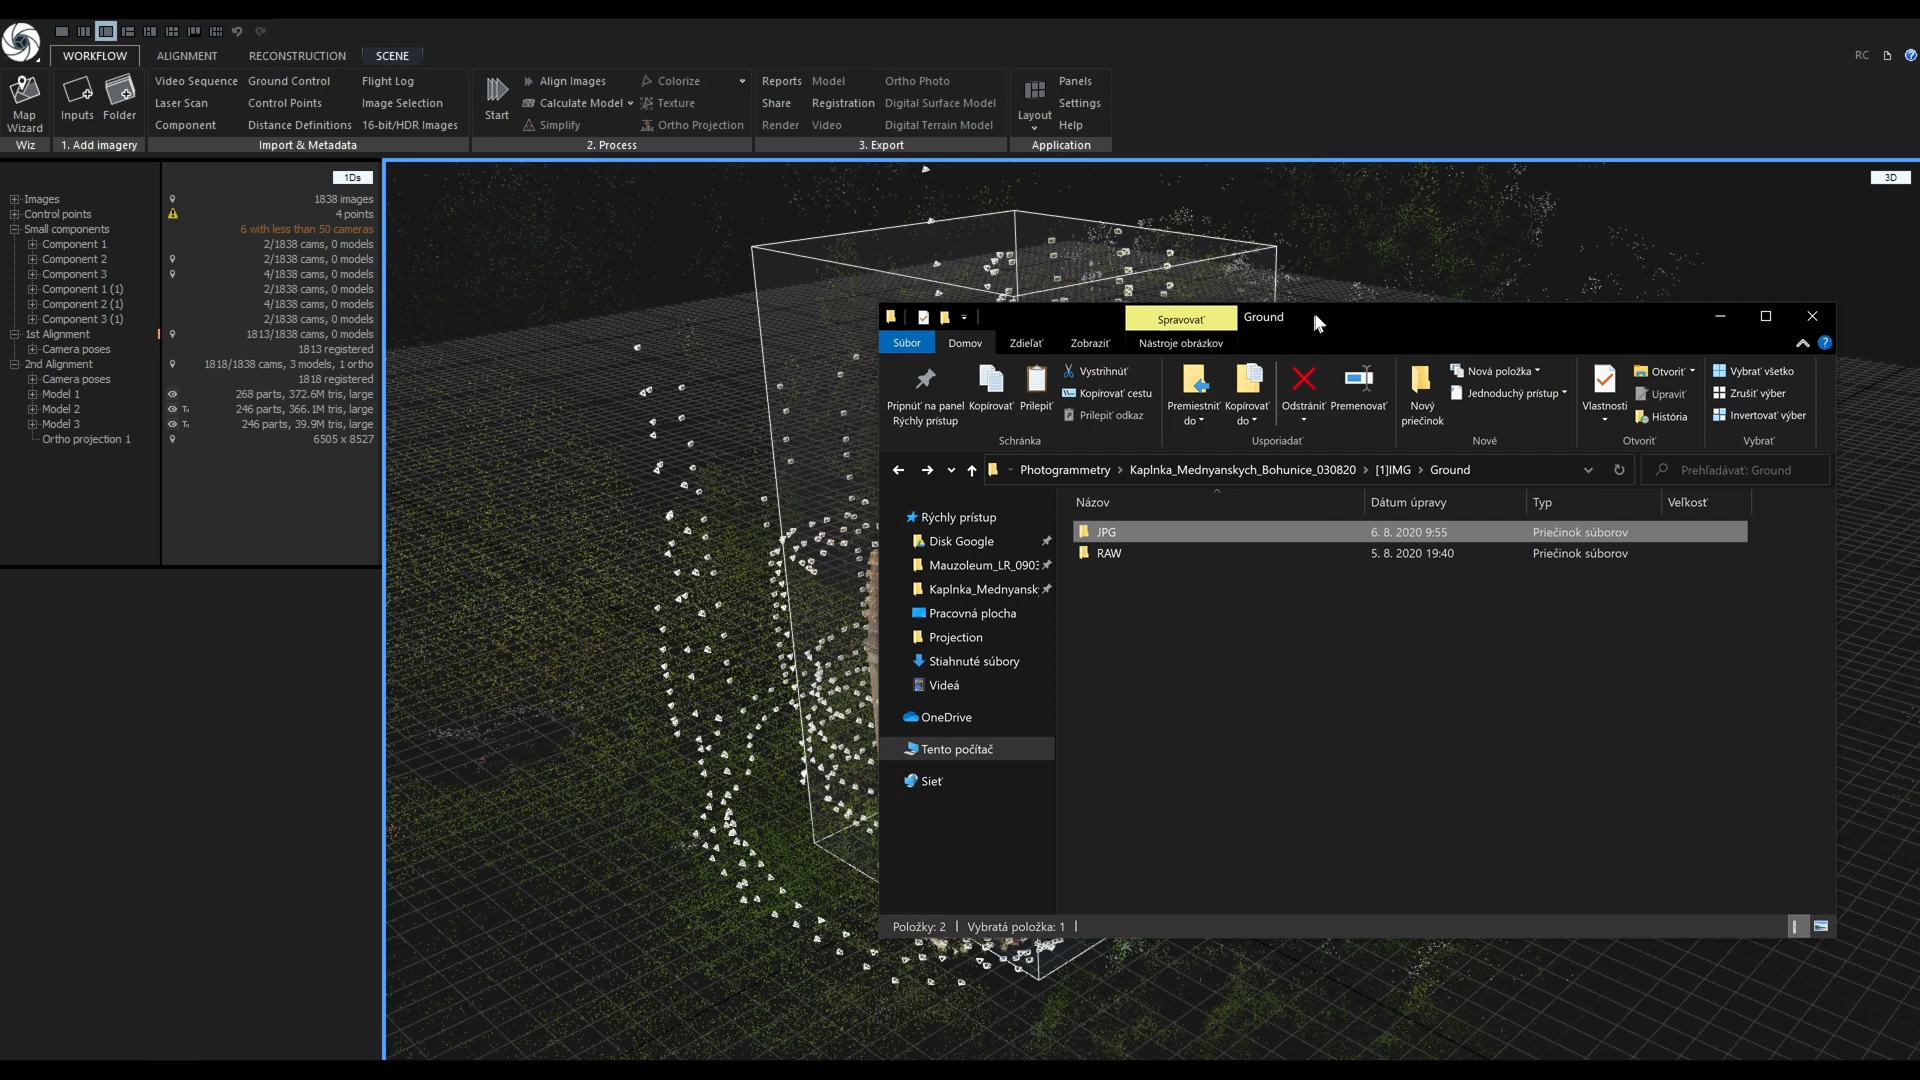 WORKFLOW ALIGNMENT RECONSTRUCTION SCENE RC
Map Wizard
Wiz
Inputs Folder
1. Add imagery
Video Sequence Ground Control Flight Log
Laser Scan Control Points Image Selection
Component Distance Definitions 16-bit/HDR Images
Import & Metadata
Start Align Images Colorize
Calculate Model Texture
Simplify Ortho Projection
2. Process
Reports Model Ortho Photo
Share Registration Digital Surface Model
Render Video Digital Terrain Model
3. Export
Layout Panels
Settings
Help
Application
1Ds
3D
Images 1838 images
Control points 4 points
Small components 6 with less than 50 cameras
Component 1 2/1838 cams, 0 models
Component 2 2/1838 cams, 0 models
Component 3 4/1838 cams, 0 models
Component 1 (1) 2/1838 cams, 0 models
Component 2 (1) 4/1838 cams, 0 models
Component 3 (1) 2/1838 cams, 0 models
1st Alignment 1813/1838 cams, 0 models
Camera poses 1813 registered
2nd Alignment 1818/1838 cams, 3 models, 1 ortho
Camera poses 1818 registered
Model 1 268 parts, 372.6M tris, large
Model 2 Tx 246 parts, 366.1M tris, large
Model 3 Tx 246 parts, 39.9M tris, large
Ortho projection 1 6505 x 8527
Spravovať Ground
Súbor Domov Zdieľať Zobraziť Nástroje obrázkov
Pripnúť na panel Rýchly prístup
Kopírovať
Prilepiť
Vystrihnúť
Kopírovať cestu
Prilepiť odkaz
Schránka
Premiestniť do
Kopírovať do
Odstrániť
Premenovať
Usporiadať
Nový priečinok
Nová položka
Jednoduchý prístup
Nové
Vlastnosti
Otvoriť
Upraviť
História
Otvoriť
Vybrať všetko
Zrušiť výber
Invertovať výber
Vybrať
Photogrammetry › Kaplnka_Mednyanskych_Bohunice_030820 › [1]IMG › Ground
Prehľadávať: Ground
Názov Dátum úpravy Typ Veľkosť
JPG 6. 8. 2020 9:55 Priečinok súborov
RAW 5. 8. 2020 19:40 Priečinok súborov
Rýchly prístup
Disk Google
Mauzoleum_LR_0903
Kaplnka_Mednyansk
Pracovná plocha
Projection
Stiahnuté súbory
Videá
OneDrive
Tento počítač
Sieť
Položky: 2 Vybratá položka: 1